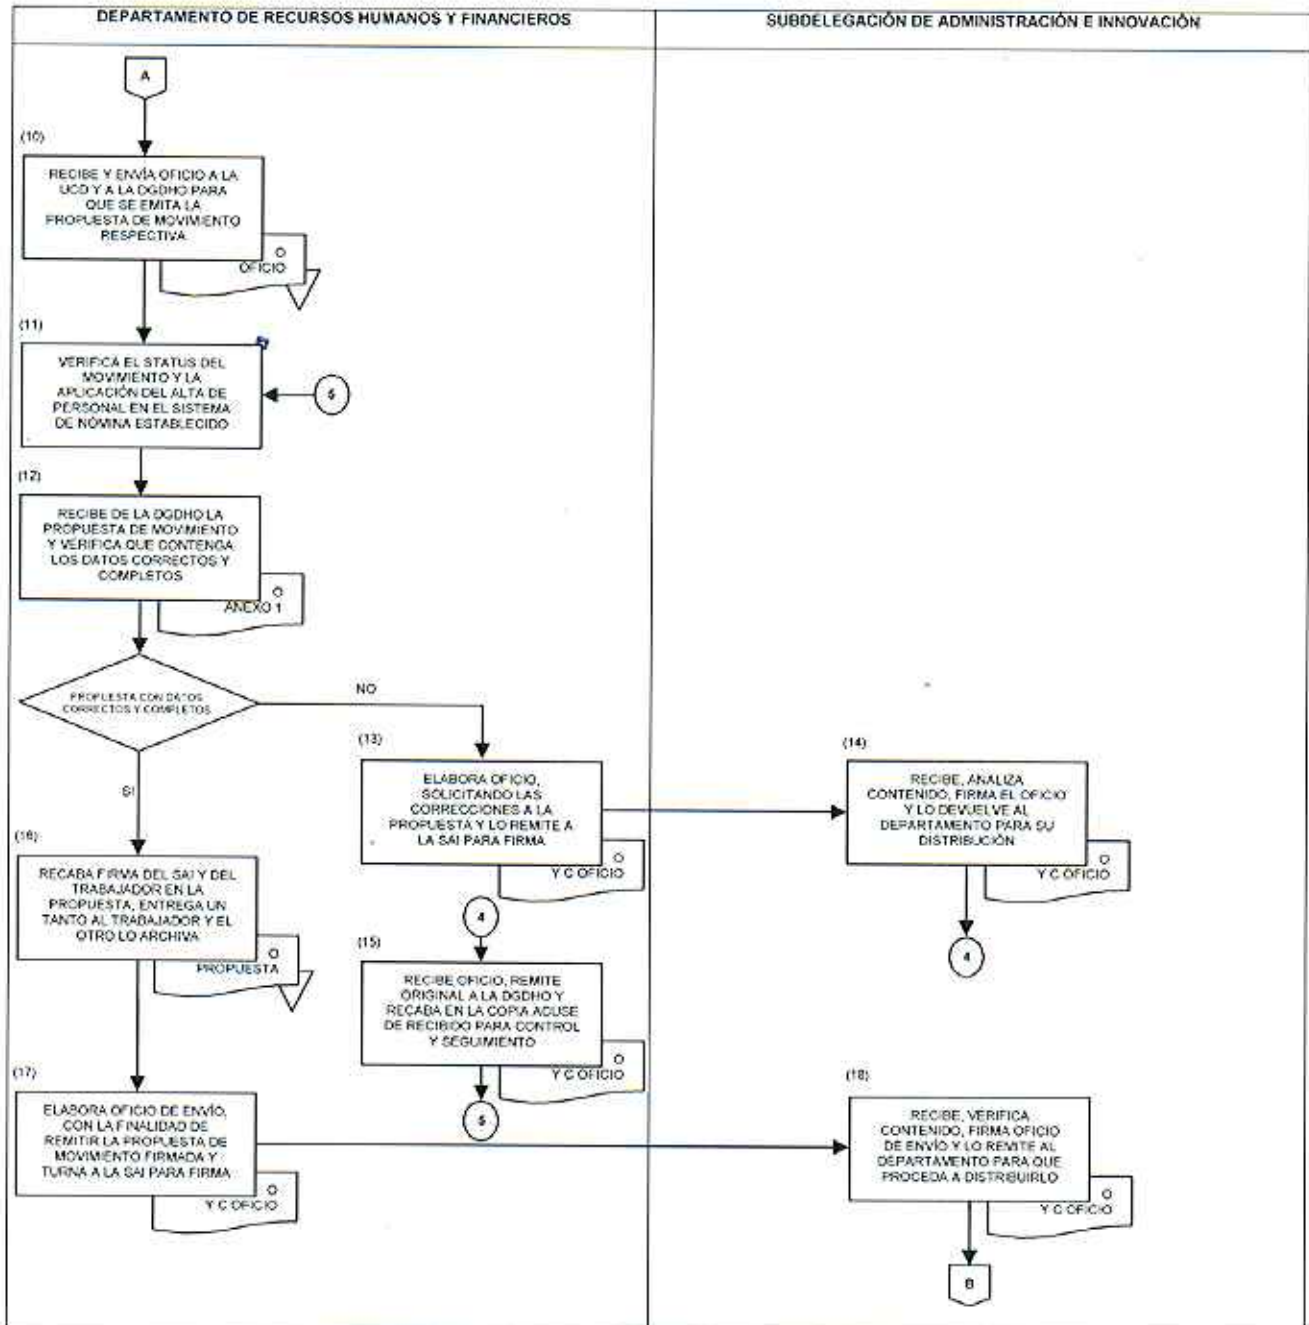 DEPARTAMENTO DE RECURSOS HUMANOS Y FINANCIEROS
SUBDELEGACIÓN DE ADMINISTRACIÓN E INNOVACIÓN
A
(10)
RECIBE Y ENVÍA OFICIO A LA
UCD Y A LA DGDHO PARA
QUE SE EMITA LA
PROPUESTA DE MOVIMIENTO
RESPECTIVA
O
OFICIO
(11)
VERIFICA EL STATUS DEL
MOVIMIENTO Y LA
APLICACIÓN DEL ALTA DE
PERSONAL EN EL SISTEMA
DE NÓMINA ESTABLECIDO
5
(12)
RECIBE DE LA DGDHO LA
PROPUESTA DE MOVIMIENTO
Y VERIFICA QUE CONTENGA
LOS DATOS CORRECTOS Y
COMPLETOS
O
ANEXO 1
PROPUESTA CON DATOS
CORRECTOS Y COMPLETOS
NO
SI
(13)
ELABORA OFICIO,
SOLICITANDO LAS
CORRECCIONES A LA
PROPUESTA Y LO REMITE A
LA SAI PARA FIRMA
O
Y C OFICIO
(14)
RECIBE, ANALIZA
CONTENIDO, FIRMA EL OFICIO
Y LO DEVUELVE AL
DEPARTAMENTO PARA SU
DISTRIBUCIÓN
O
Y C OFICIO
4
4
(15)
RECIBE OFICIO, REMITE
ORIGINAL A LA DGDHO Y
RECABA EN LA COPIA ACUSE
DE RECIBIDO PARA CONTROL
Y SEGUIMIENTO
O
Y C OFICIO
5
(16)
RECABA FIRMA DEL SAI Y DEL
TRABAJADOR EN LA
PROPUESTA, ENTREGA UN
TANTO AL TRABAJADOR Y EL
OTRO LO ARCHIVA
O
PROPUESTA
(17)
ELABORA OFICIO DE ENVÍO,
CON LA FINALIDAD DE
REMITIR LA PROPUESTA DE
MOVIMIENTO FIRMADA Y
TURNA A LA SAI PARA FIRMA
O
Y C OFICIO
(18)
RECIBE, VERIFICA
CONTENIDO, FIRMA OFICIO
DE ENVÍO Y LO REMITE AL
DEPARTAMENTO PARA QUE
PROCEDA A DISTRIBUIRLO
O
Y C OFICIO
B